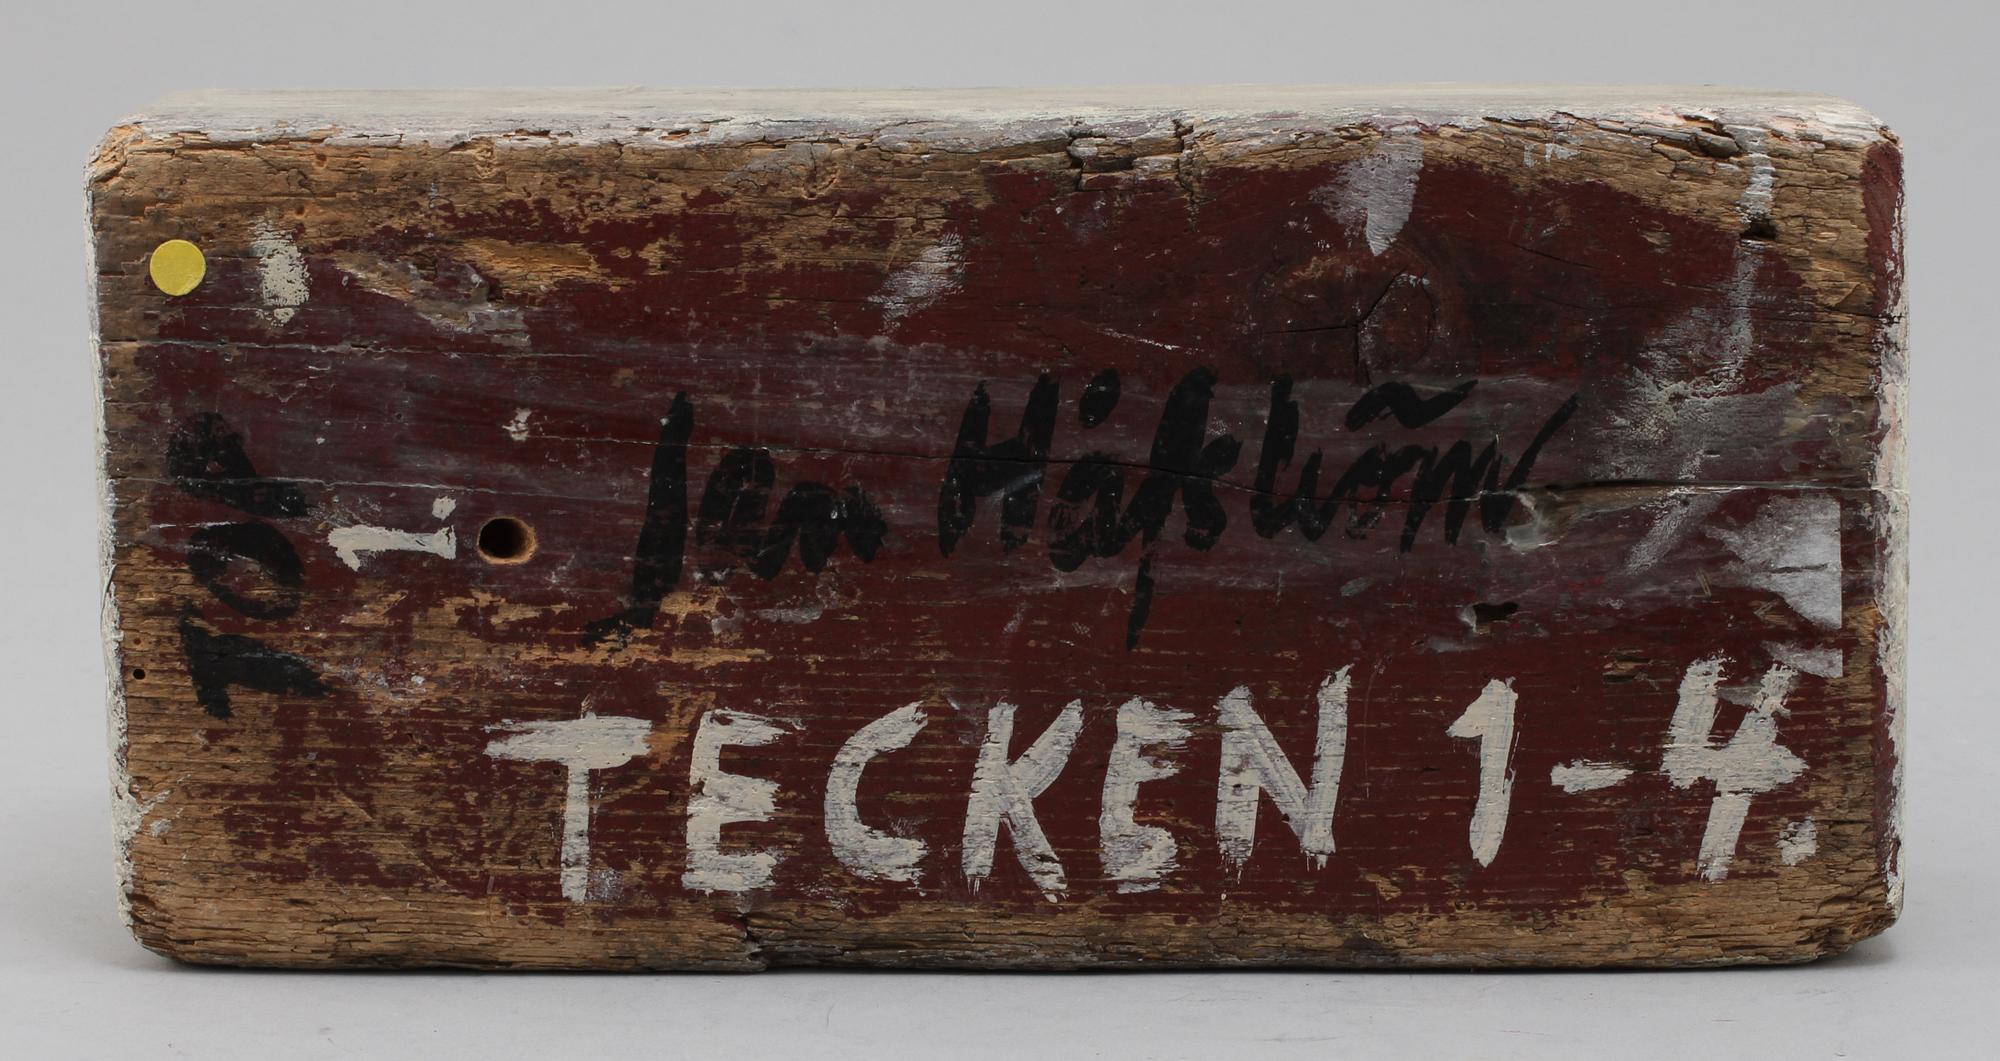 TOP
1.
Jan Håfström
TECKEN 1-4.